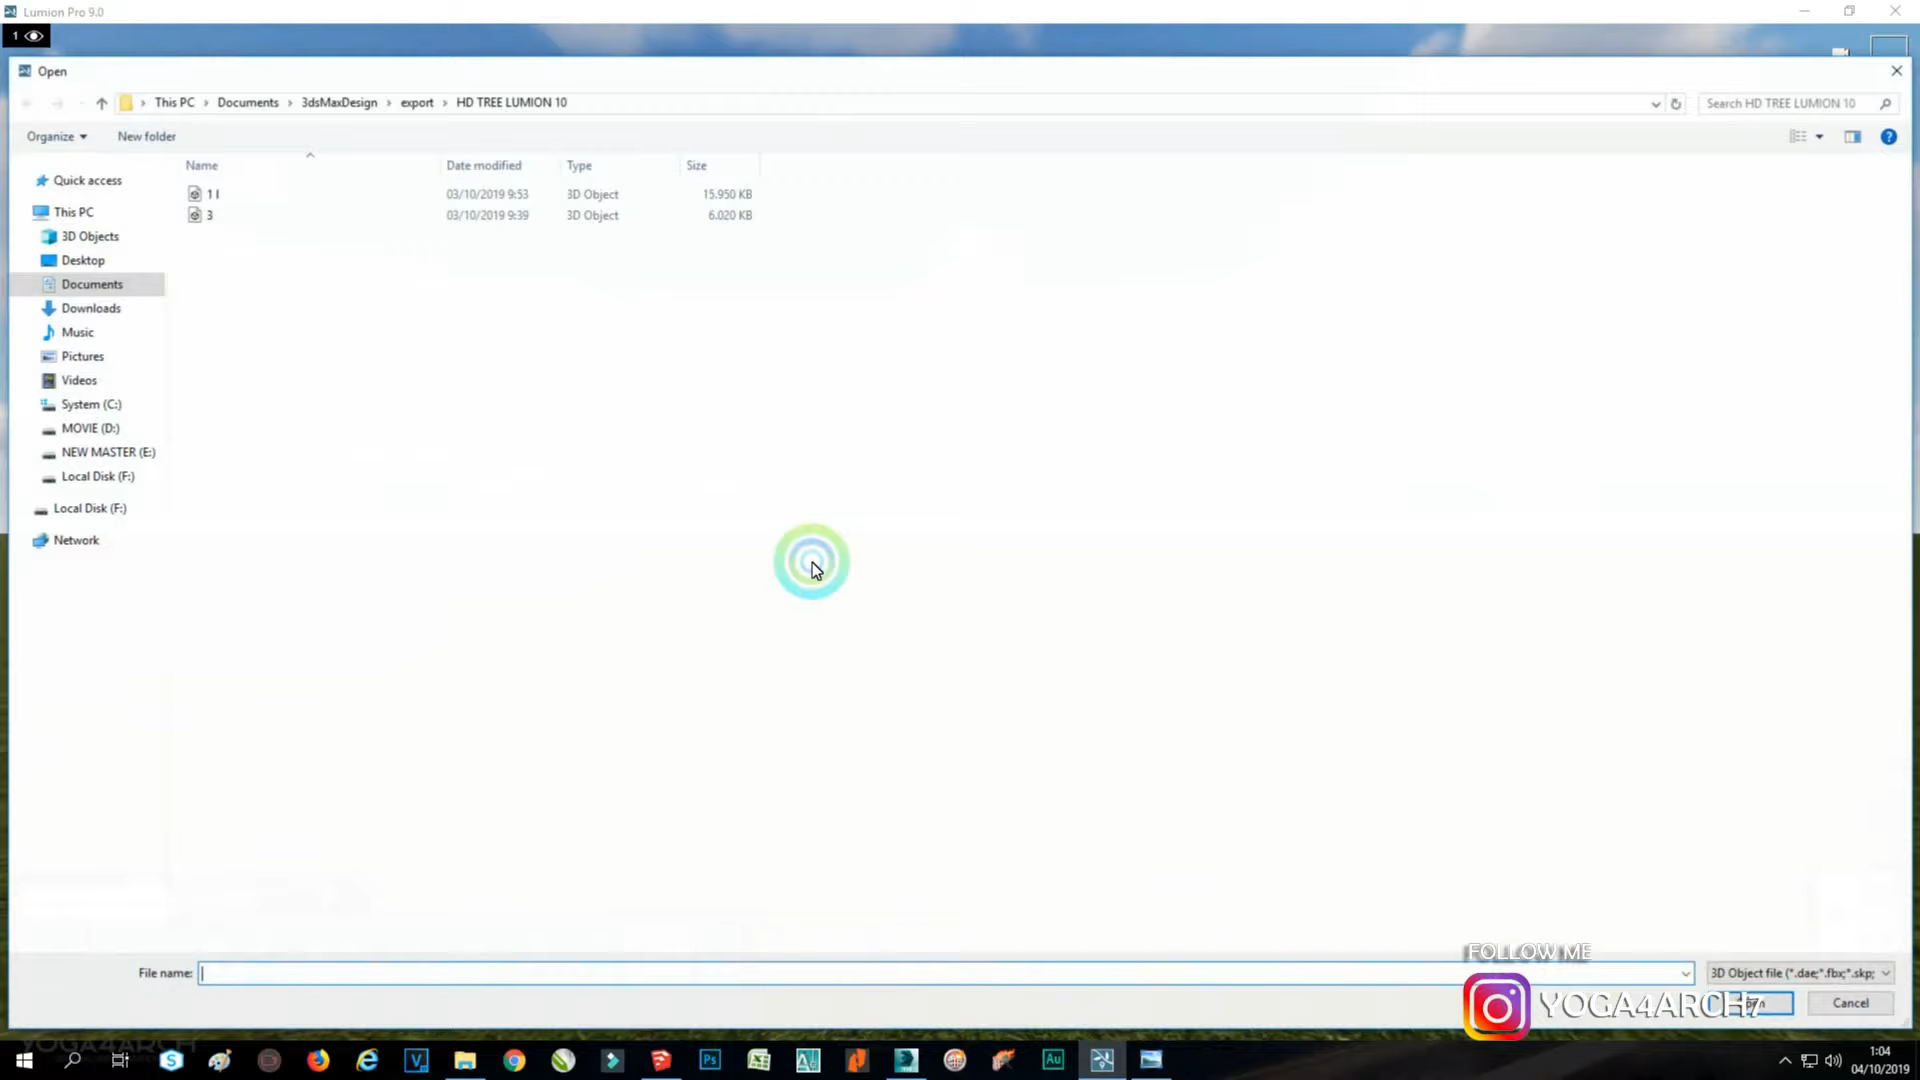 Lumion Pro 9.0
1
Open
This PC > Documents > 3dsMaxDesign > export > HD TREE LUMION 10
Search HD TREE LUMION 10
Organize
New folder
Name
Date modified
Type
Size
1 l
03/10/2019 9:53
3D Object
15.950 KB
3
03/10/2019 9:39
3D Object
6.020 KB
Quick access
This PC
3D Objects
Desktop
Documents
Downloads
Music
Pictures
Videos
System (C:)
MOVIE (D:)
NEW MASTER (E:)
Local Disk (F:)
Local Disk (F:)
Network
File name:
3D Object file (*.dae;*.fbx;*.skp;
Cancel
FOLLOW ME
YOGA4ARCH7
YOGA4ARCH
1:04
04/10/2019